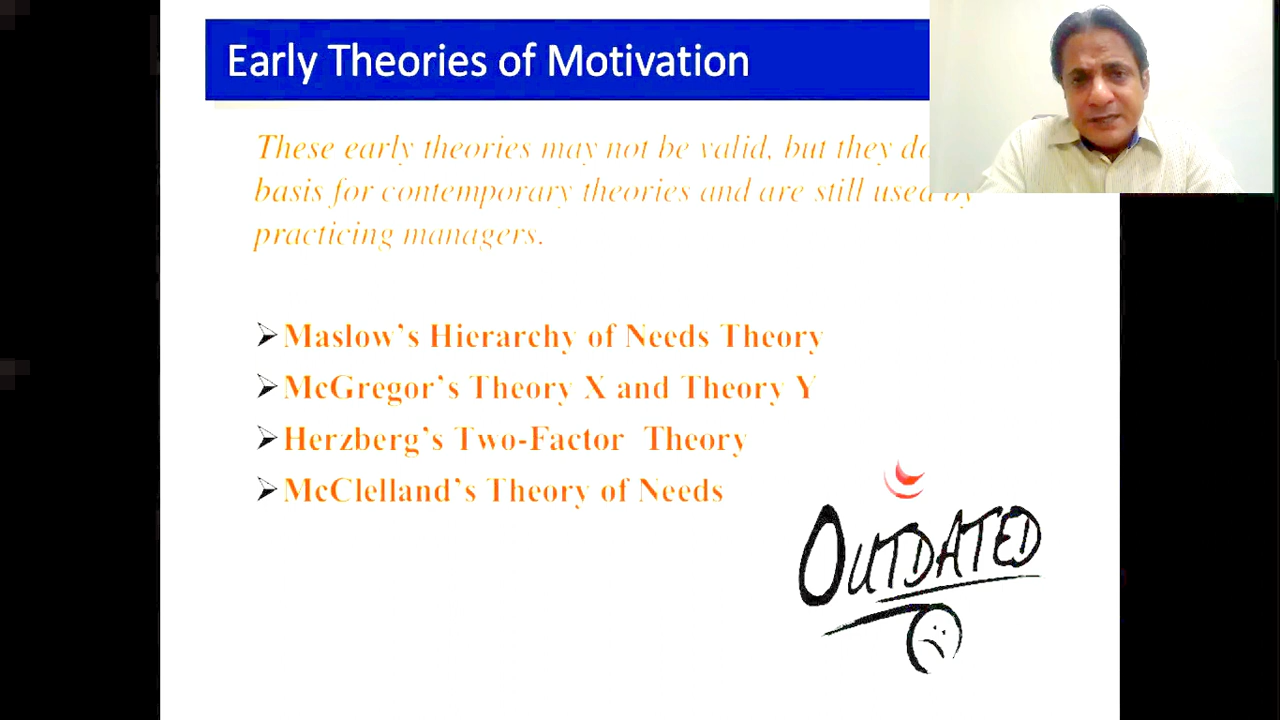 Early Theories of Motivation
These early theories may not be valid, but they do
basis for contemporary theories and are still used by
practicing managers.
Maslow's Hierarchy of Needs Theory
McGregor's Theory X and Theory Y
Herzberg's Two-Factor Theory
McClelland's Theory of Needs
OUTDATED